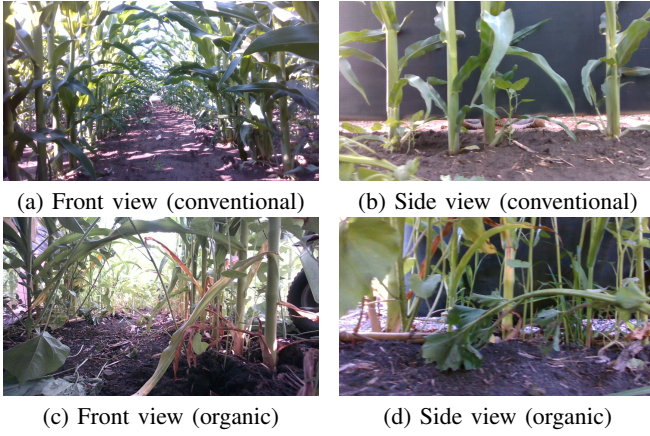 (a) Front view (conventional)
(b) Side view (conventional)
(c) Front view (organic)
(d) Side view (organic)